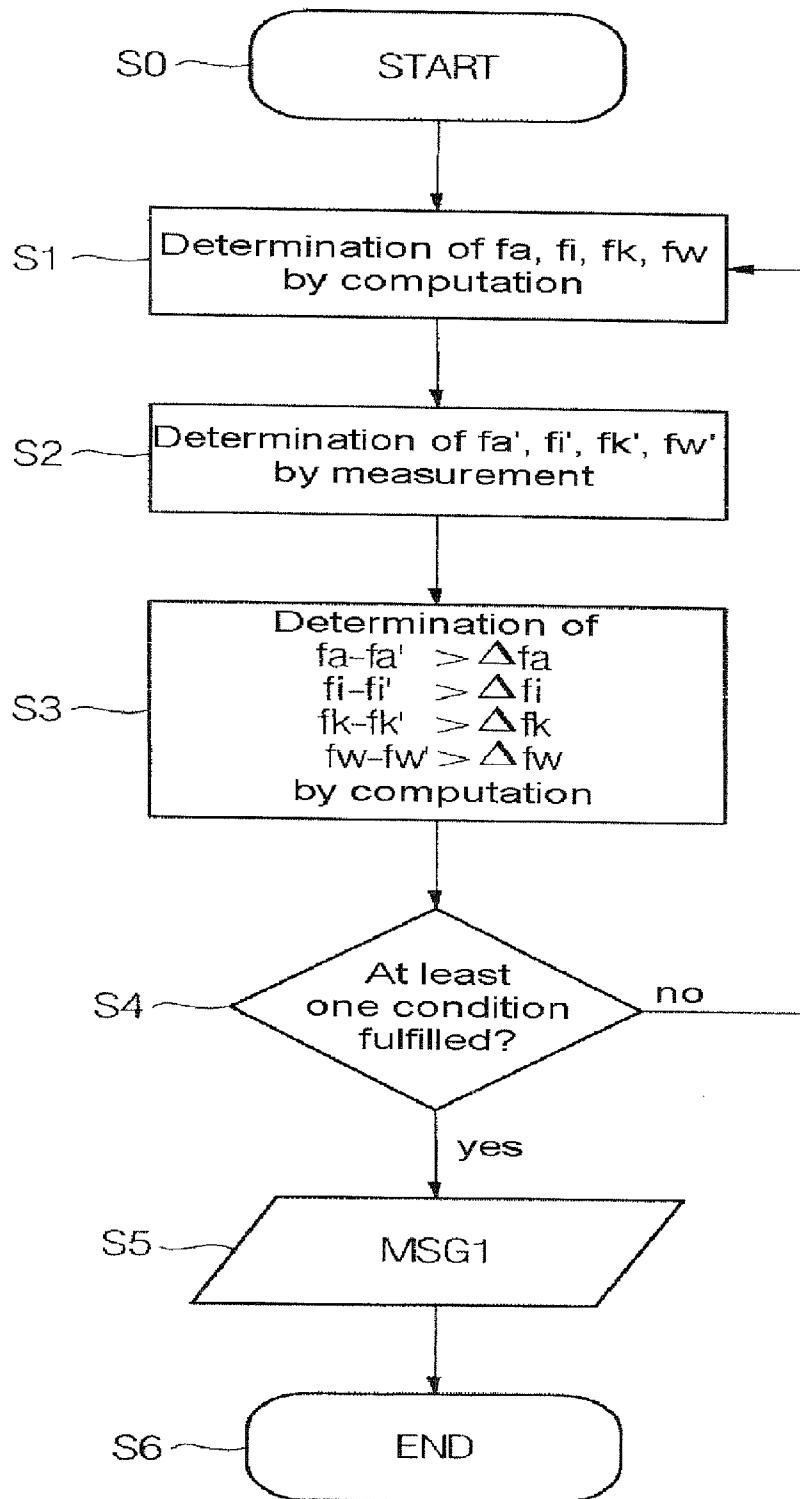 S0
START
S1
Determination of fa, fi, fk, fw
by computation
S2
Determination of fa', fi', fk', fw'
by measurement
S3
Determination of
fa-fa' > Δfa
fi-fi' > Δfi
fk-fk' > Δfk
fw-fw' > Δfw
by computation
S4
At least
one condition
fulfilled?
no
yes
S5
MSG1
S6
END